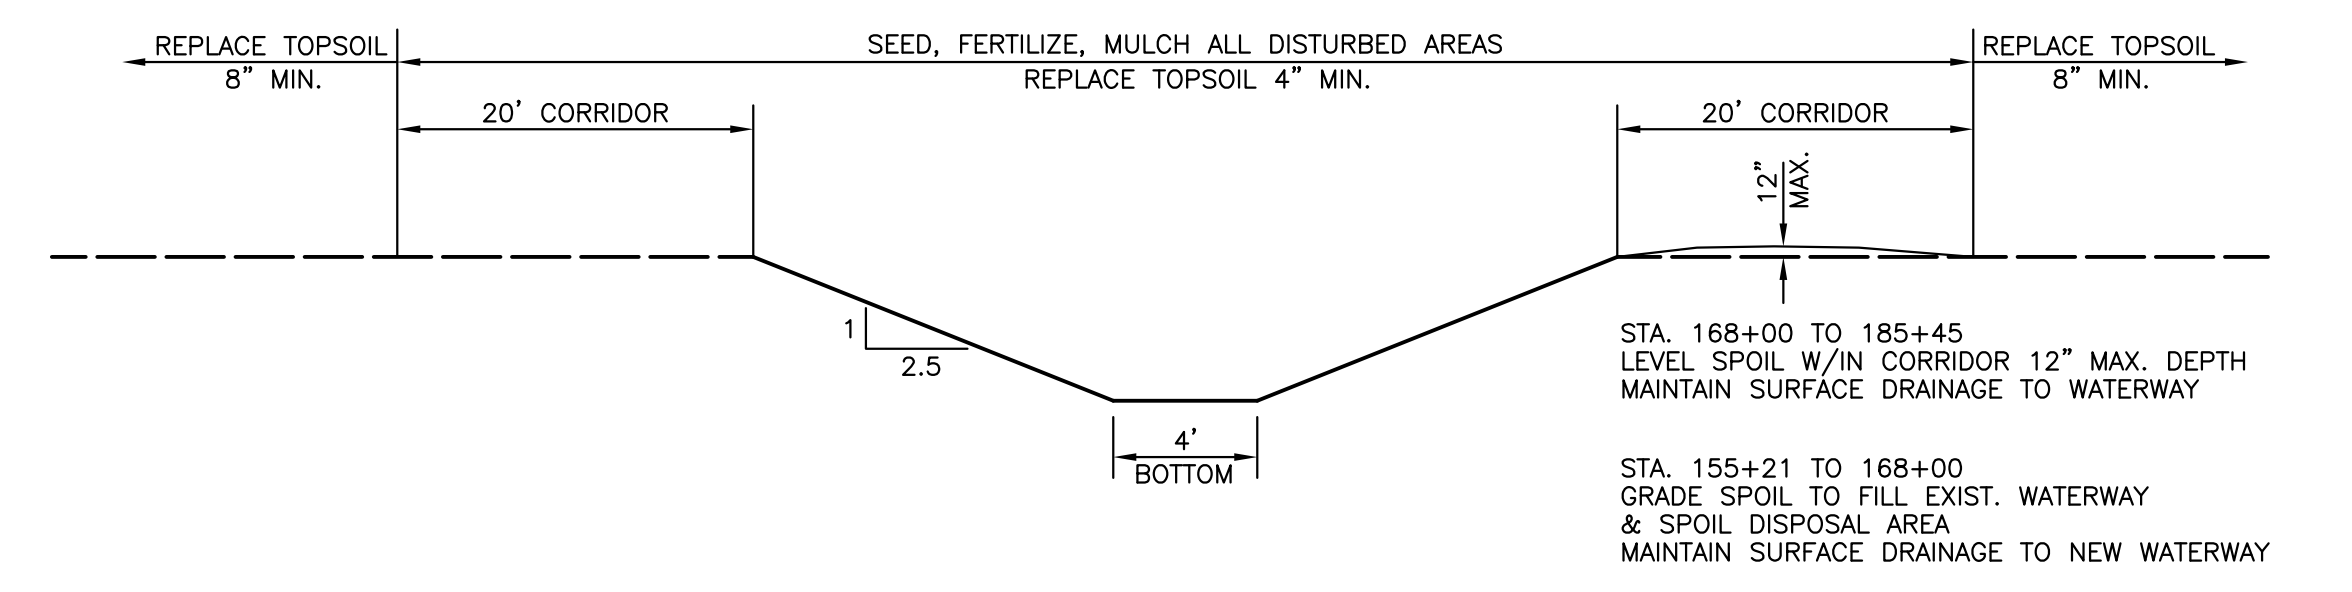 REPLACE TOPSOIL
8” MIN.
SEED, FERTILIZE, MULCH ALL DISTURBED AREAS
REPLACE TOPSOIL 4” MIN.
REPLACE TOPSOIL
8” MIN.
20’ CORRIDOR
20’ CORRIDOR
12”
MAX.
1
2.5
4’
BOTTOM
STA. 168+00 TO 185+45
LEVEL SPOIL W/IN CORRIDOR 12” MAX. DEPTH
MAINTAIN SURFACE DRAINAGE TO WATERWAY
STA. 155+21 TO 168+00
GRADE SPOIL TO FILL EXIST. WATERWAY
& SPOIL DISPOSAL AREA
MAINTAIN SURFACE DRAINAGE TO NEW WATERWAY